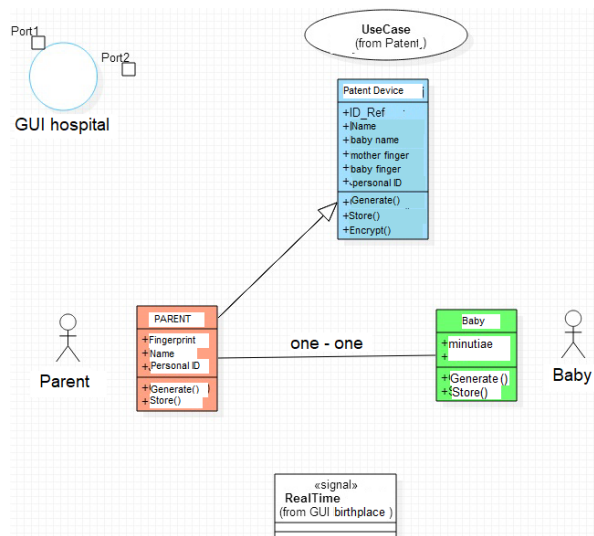 Port1
Port2
GUI hospital
UseCase
(from Patent )
Patent Device
+ID_Ref
+Name
+baby name
+mother finger
+baby finger
+personal ID
+Generate()
+Store()
+Encrypt()
PARENT
+Fingerprint
+Name
+Personal ID
+Generate()
+Store()
Parent
one - one
Baby
+minutiae
+
+Generate ()
+Store()
Baby
«signal»
RealTime
(from GUI birthplace )